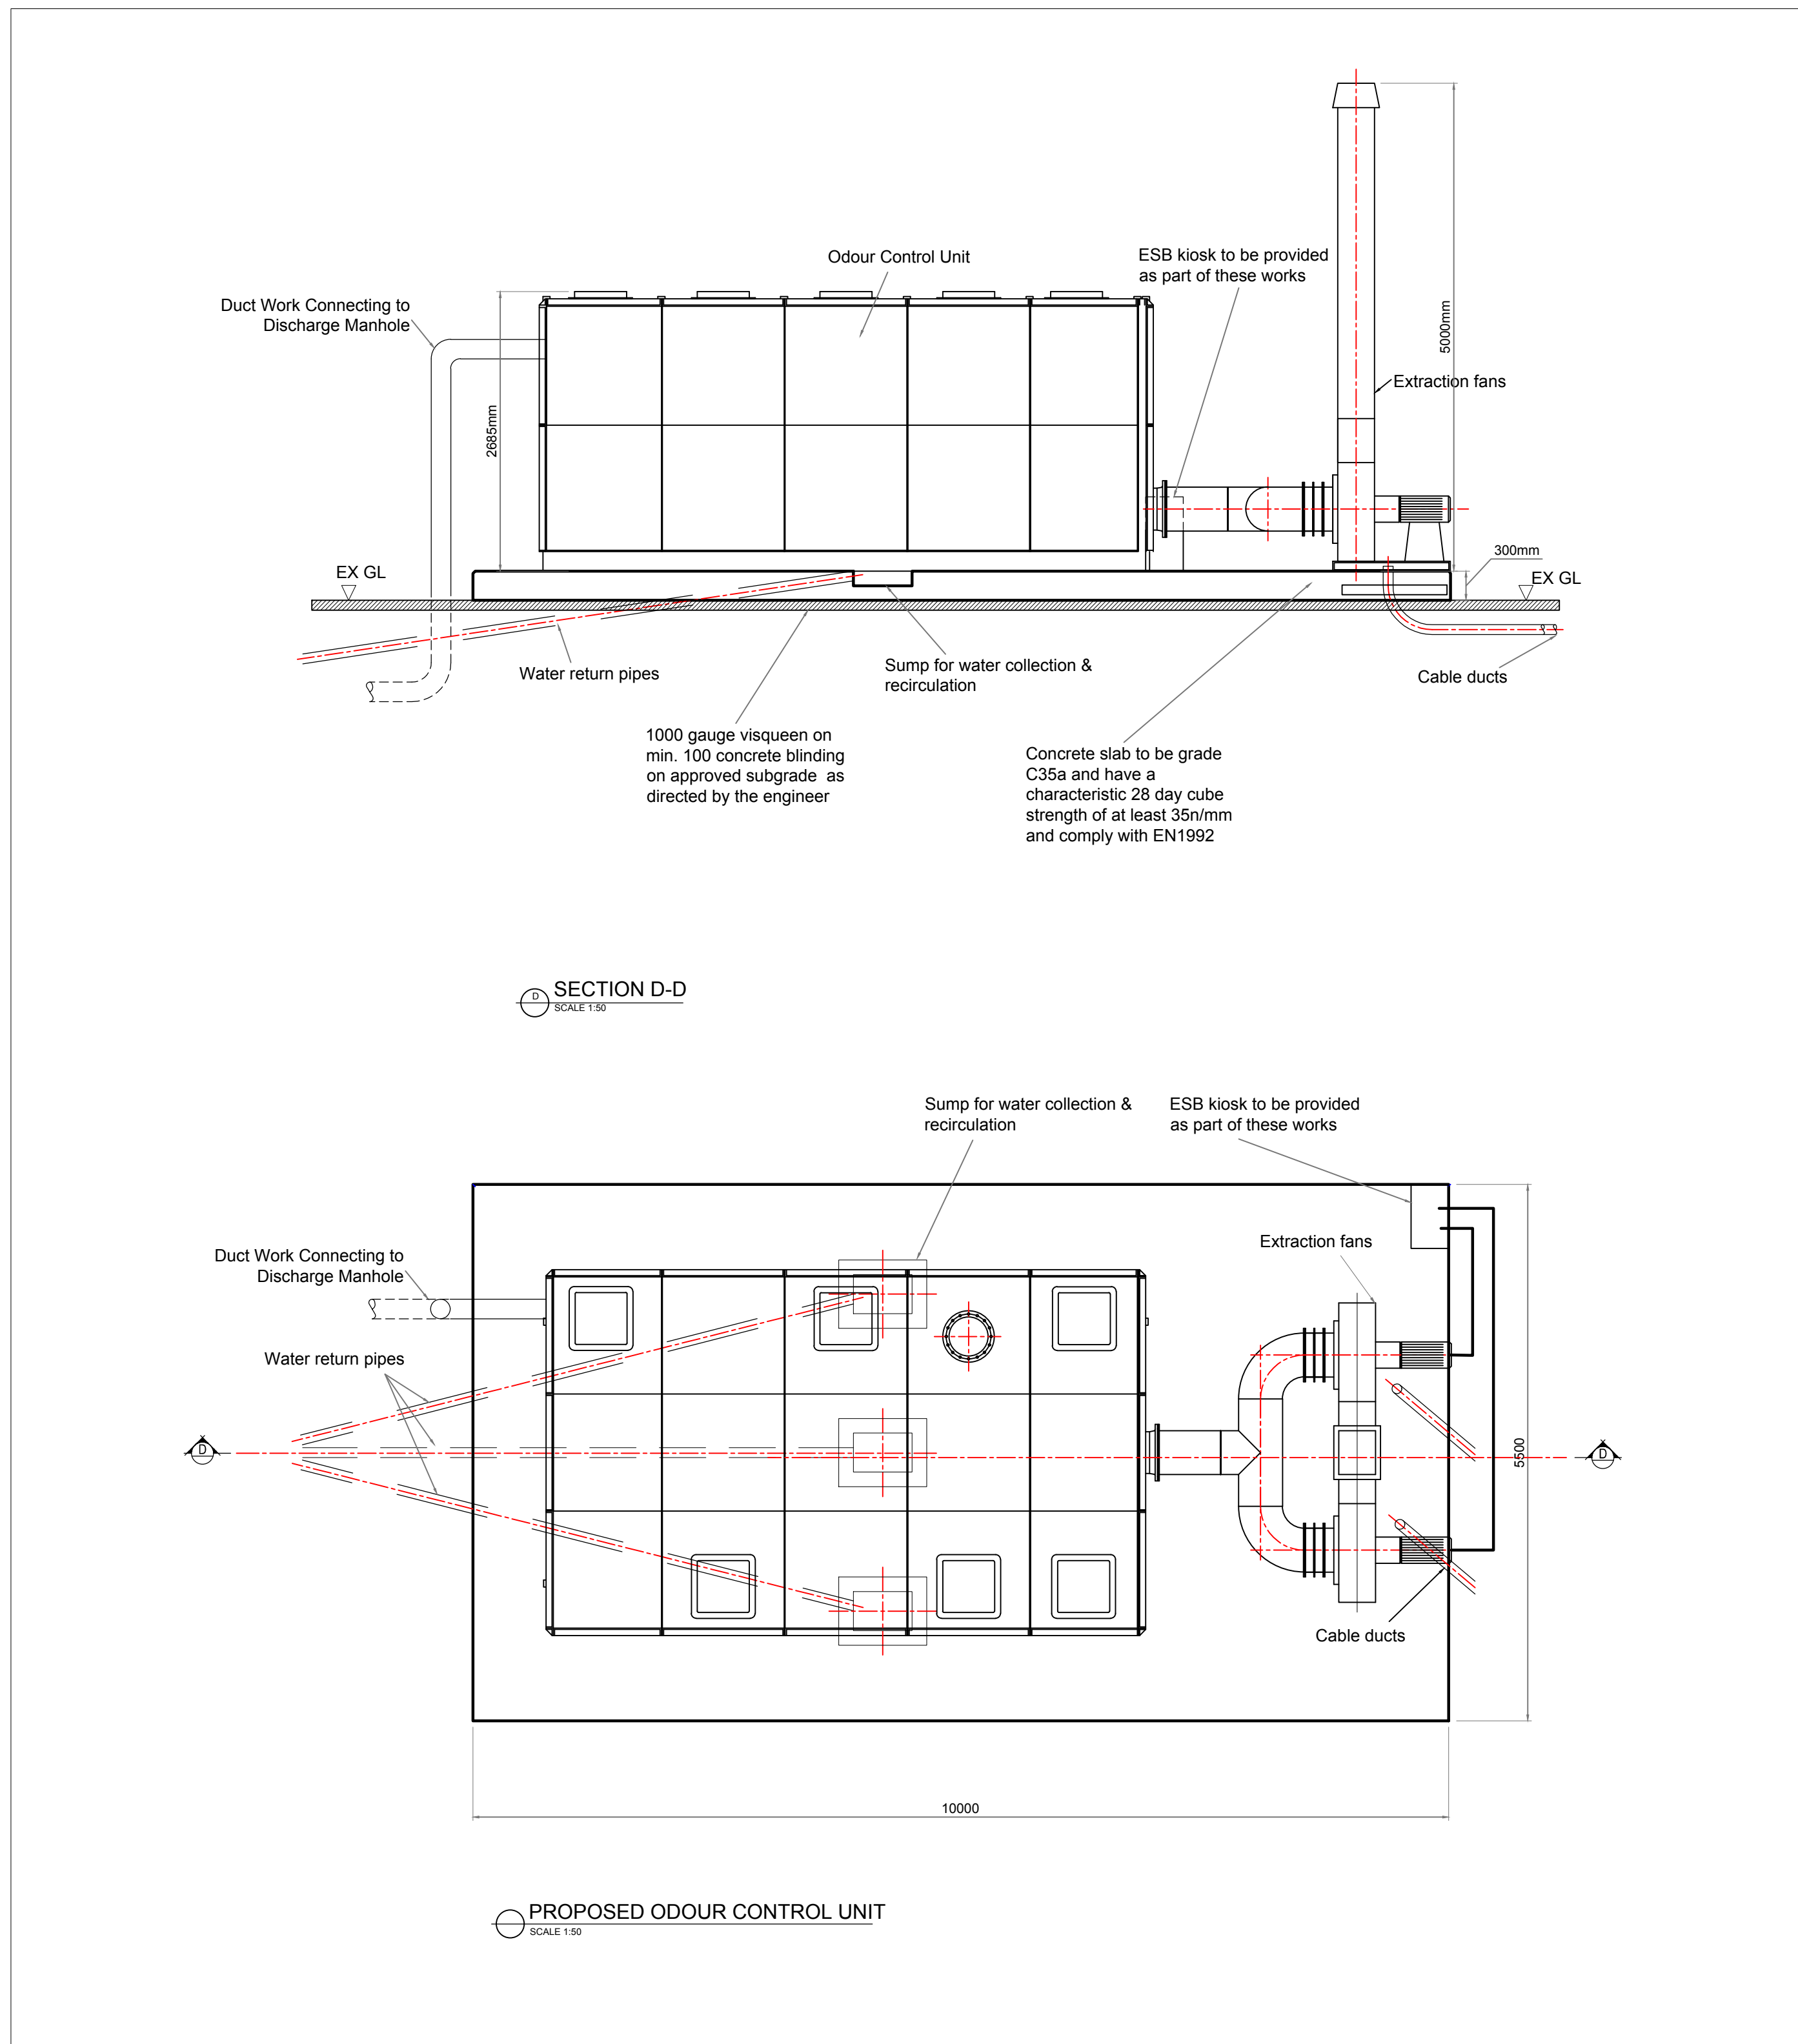 Odour Control Unit
ESB kiosk to be provided
as part of these works
Duct Work Connecting to
Discharge Manhole
5000mm
Extraction fans
2685mm
300mm
EX GL
EX GL
Water return pipes
Sump for water collection &
recirculation
Cable ducts
1000 gauge visqueen on
min. 100 concrete blinding
on approved subgrade as
directed by the engineer
Concrete slab to be grade
C35a and have a
characteristic 28 day cube
strength of at least 35n/mm
and comply with EN1992
D
SECTION D-D
SCALE 1:50
Sump for water collection &
recirculation
ESB kiosk to be provided
as part of these works
Duct Work Connecting to
Discharge Manhole
Extraction fans
Water return pipes
x
D
x
D
5500
Cable ducts
10000
PROPOSED ODOUR CONTROL UNIT
SCALE 1:50